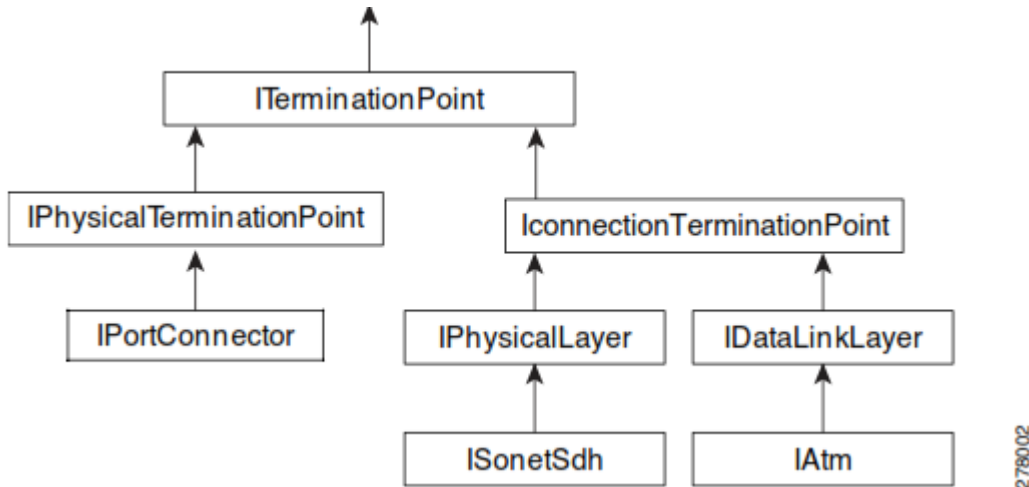 ITerminationPoint
IPhysicalTerminationPoint
IconnectionTerminationPoint
IPortConnector
IPhysicalLayer
IDataLinkLayer
ISonetSdh
IAtm
278002